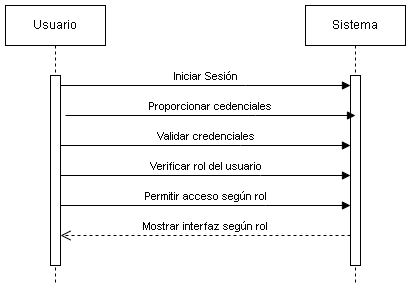 Usuario
Sistema
Iniciar Sesión
Proporcionar cedenciales
Validar credenciales
Verificar rol del usuario
Permitir acceso según rol
Mostrar interfaz según rol